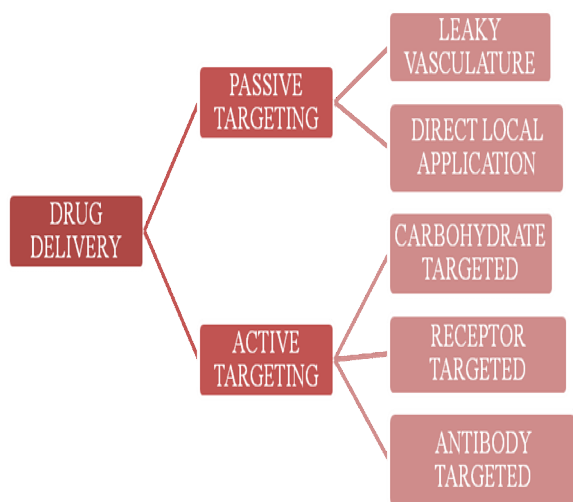 DRUG
DELIVERY
PASSIVE
TARGETING
LEAKY
VASCULATURE
DIRECT LOCAL
APPLICATION
ACTIVE
TARGETING
CARBOHYDRATE
TARGETED
RECEPTOR
TARGETED
ANTIBODY
TARGETED